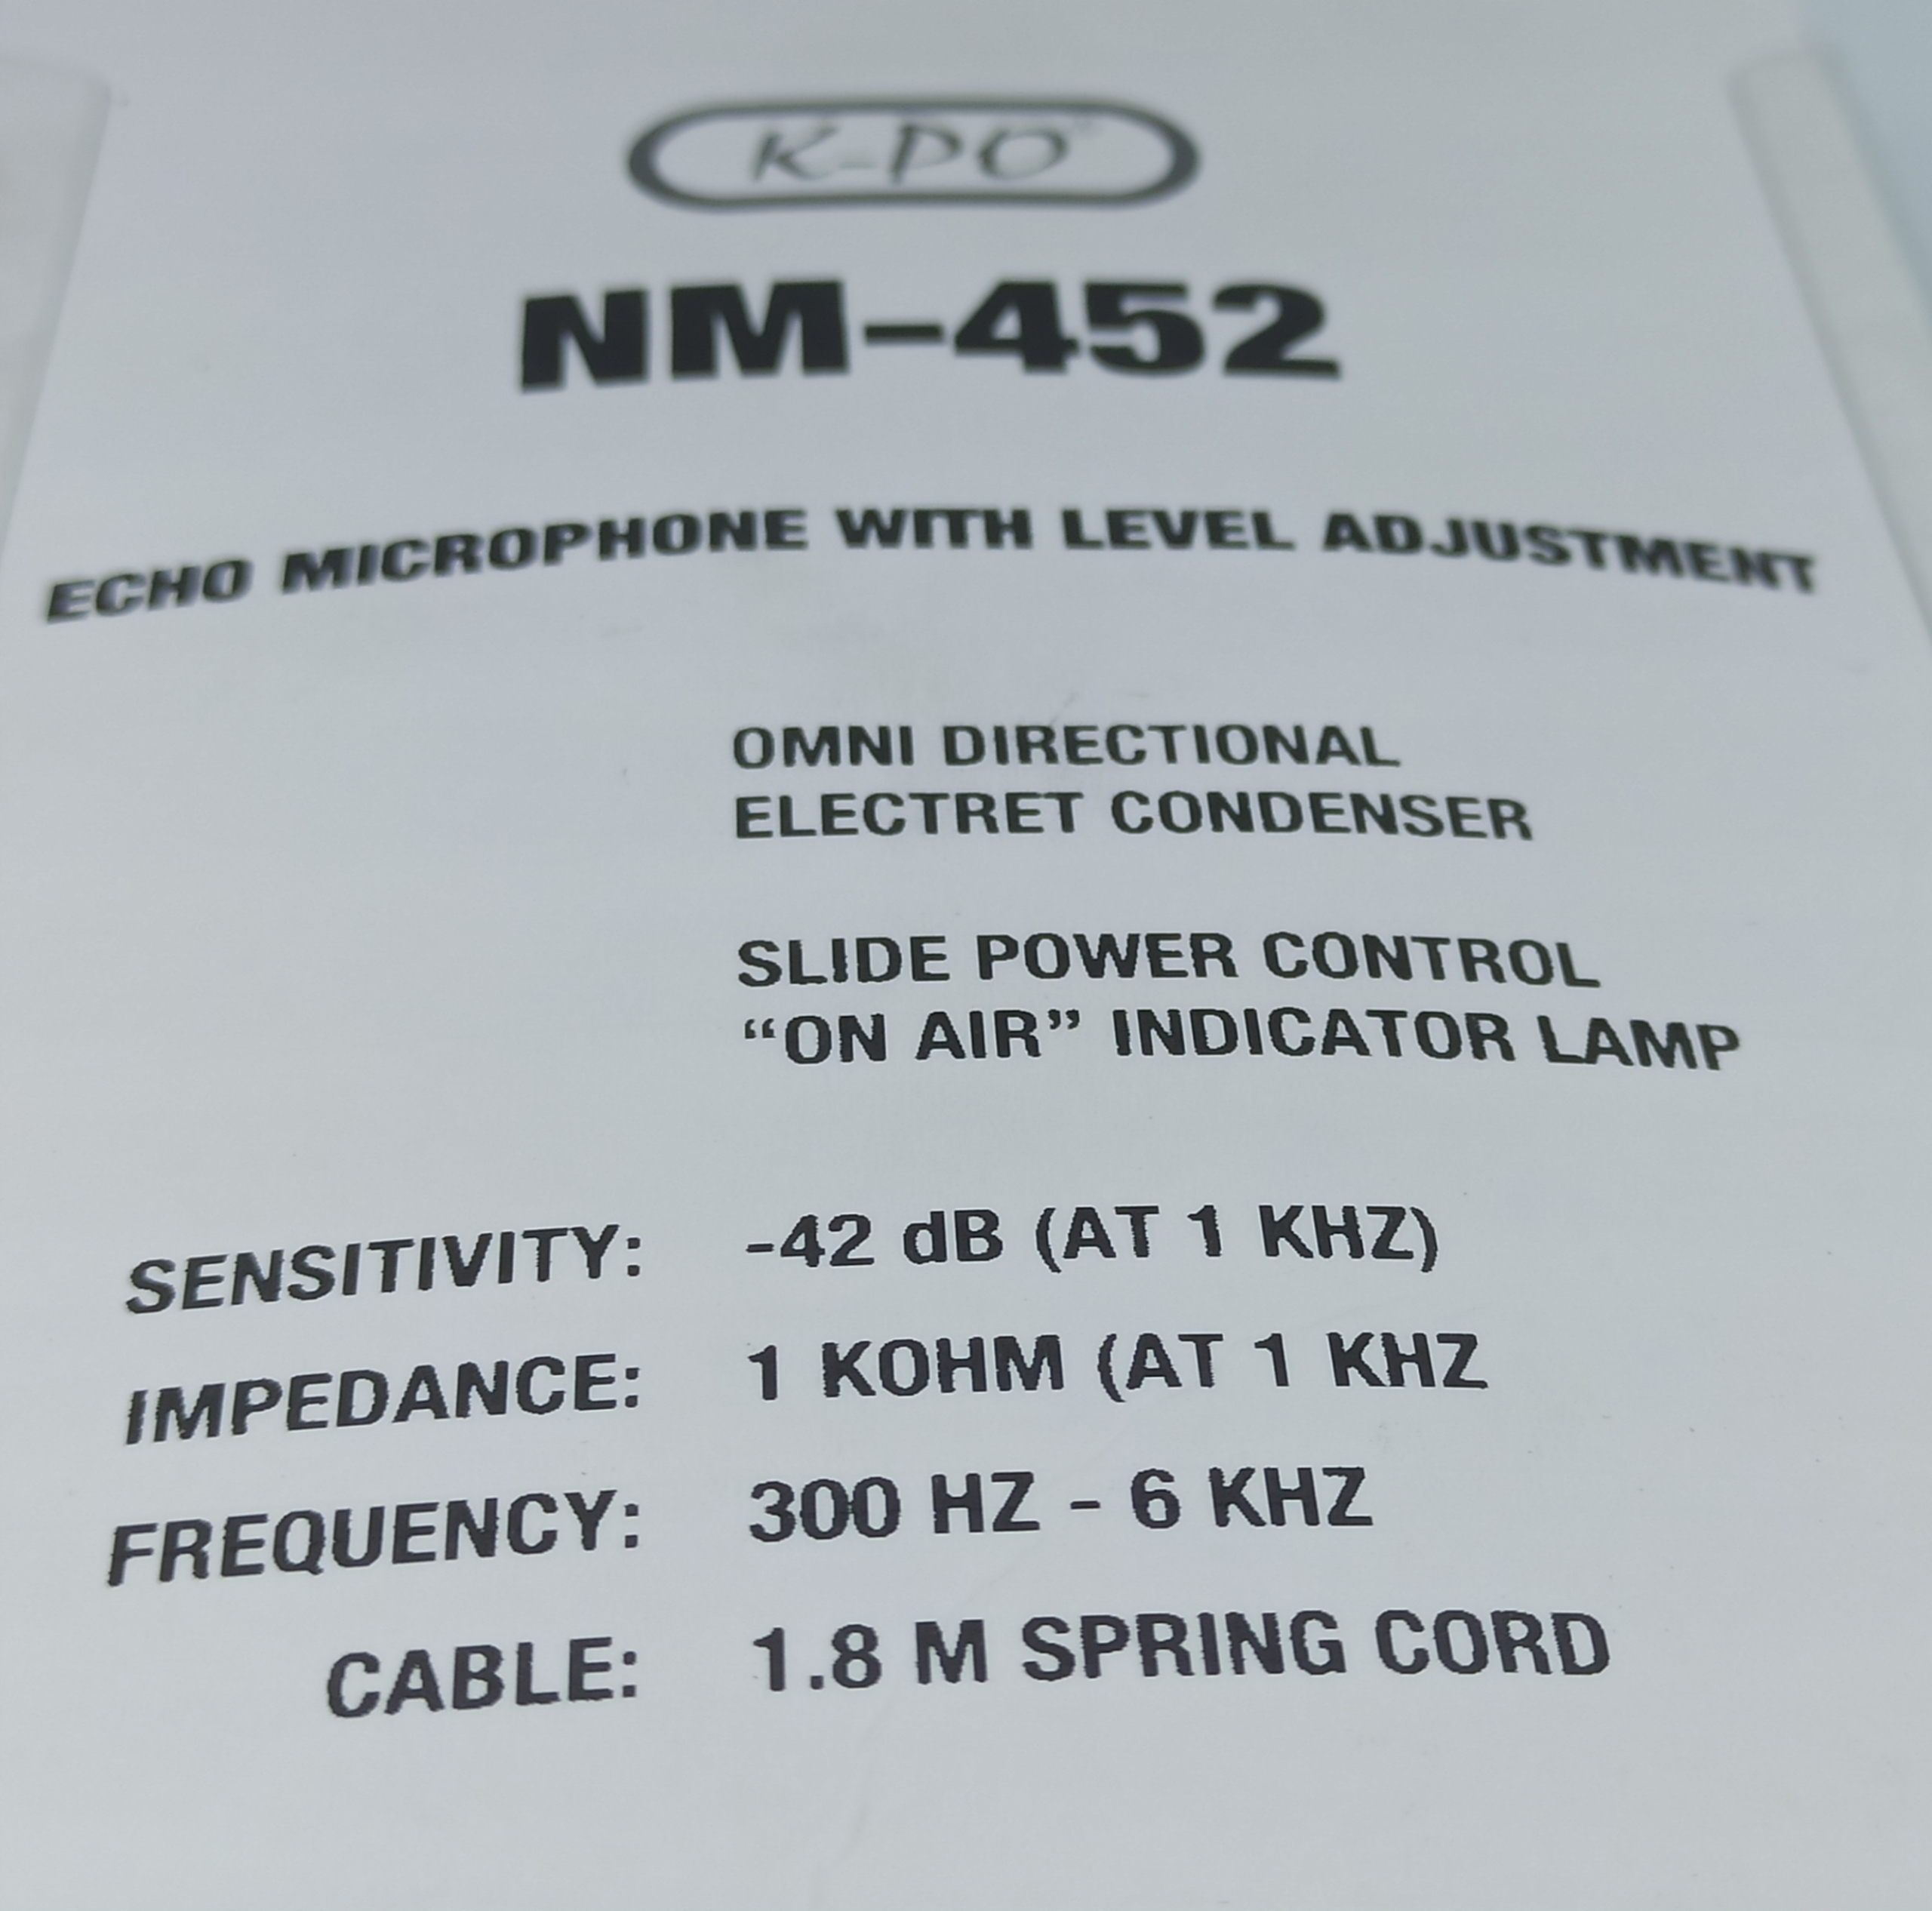 K-PO
NM-452
ECHO MICROPHONE WITH LEVEL ADJUSTMENT
OMNI DIRECTIONAL
ELECTRET CONDENSER
SLIDE POWER CONTROL
“ON AIR” INDICATOR LAMP
SENSITIVITY: -42 dB (AT 1 KHZ)
IMPEDANCE: 1 KOHM (AT 1 KHZ
FREQUENCY: 300 HZ - 6 KHZ
CABLE: 1.8 M SPRING CORD